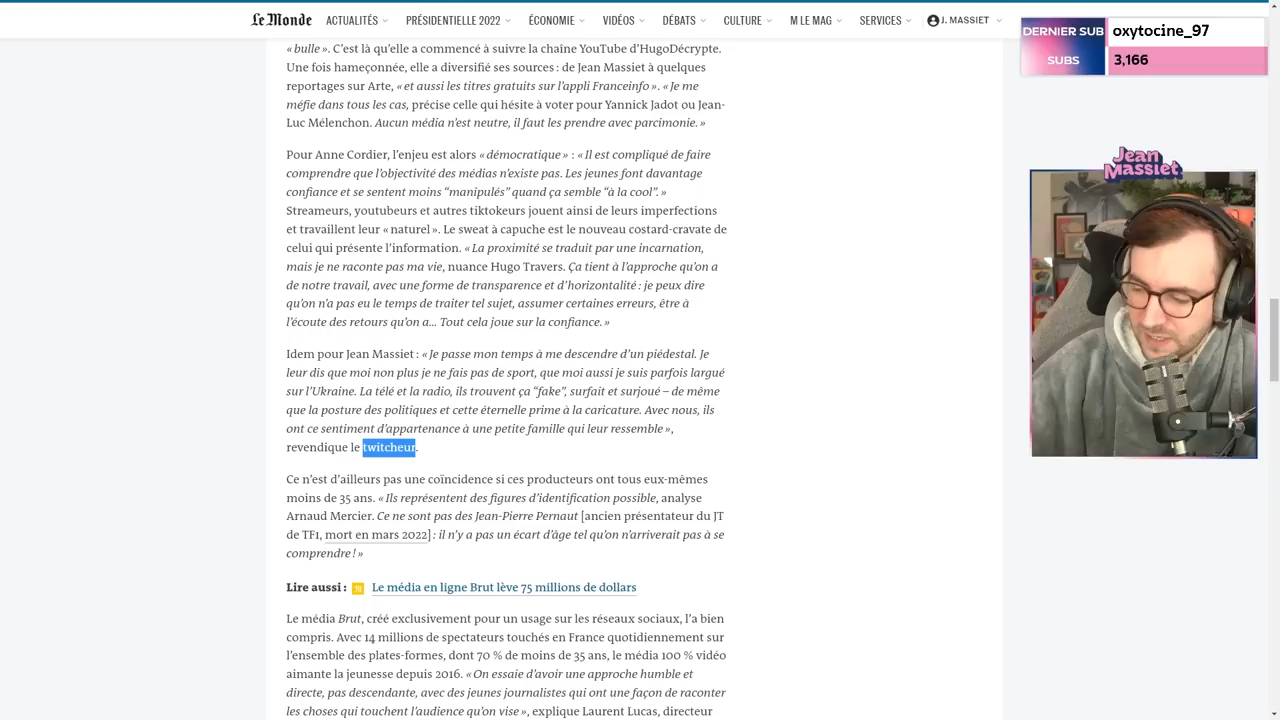 Le Monde
ACTUALITÉS PRÉSIDENTIELLE 2022 ÉCONOMIE VIDÉOS DÉBATS CULTURE M LE MAG SERVICES J. MASSIET
« bulle ». C’est là qu’elle a commencé à suivre la chaîne YouTube d’HugoDécrypte.
Une fois hameçonnée, elle diversifié ses sources : de Jean Massiet à quelques
reportages sur Arte, « et aussi les titres gratuits sur l’appli Franceinfo ». « Je me
méfie dans tous les cas, précise celle qui hésite à voter pour Yannick Jadot ou Jean-
Luc Mélenchon. Aucun média n’est neutre, il faut les prendre avec parcimonie. »
Pour Anne Cordier, l’enjeu est alors « démocratique » : « Il est compliqué de faire
comprendre que l’objectivité des médias n’existe pas. Les jeunes font davantage
confiance et se sentent moins “manipulés” quand ça semble “à la cool”. »
Streameurs, youtubeurs et autres tiktokeurs jouent ainsi de leurs imperfections
et travaillent leur « naturel ». Le sweat à capuche est le nouveau costard-cravate de
celui qui présente l’information. « La proximité se traduit par une incarnation,
mais je ne raconte pas ma vie, nuance Hugo Travers. Ça tient à l’approche qu’on a
de notre travail, avec une forme de transparence et d’horizontalité : je peux dire
qu’on n’a pas eu le temps de traiter tel sujet, assumer certaines erreurs, être à
l’écoute des retours qu’on a… Tout cela joue sur la confiance. »
Idem pour Jean Massiet : « Je passe mon temps à me descendre d’un piédestal. Je
leur dis que moi non plus je ne fais pas de sport, que moi aussi je suis parfois largué
sur l’Ukraine. La télé et la radio, ils trouvent ça “fake”, surfait et surjoué – de même
que la posture des politiques et cette éternelle prime à la caricature. Avec nous, ils
ont ce sentiment d’appartenance à une petite famille qui leur ressemble »,
revendique le twitcheur.
Ce n’est d’ailleurs pas une coïncidence si ces producteurs ont tous eux-mêmes
moins de 35 ans. « Ils représentent des figures d’identification possible, analyse
Arnaud Mercier. Ce ne sont pas des Jean-Pierre Pernaut [ancien présentateur du JT
de TF1, mort en mars 2022] : il n’y a pas un écart d’âge tel qu’on n’arriverait pas à se
comprendre ! »
Lire aussi : Le média en ligne Brut lève 75 millions de dollars
Le média Brut, créé exclusivement pour un usage sur les réseaux sociaux, l’a bien
compris. Avec 14 millions de spectateurs touchés en France quotidiennement sur
l’ensemble des plates-formes, dont 70 % de moins de 35 ans, le média 100 % vidéo
aimante la jeunesse depuis 2016. « On essaie d’avoir une approche humble et
directe, pas descendante, avec des jeunes journalistes qui ont une façon de raconter
les choses qui touchent l’audience qu’on vise », explique Laurent Lucas, directeur
DERNIER SUB oxytocine_97
SUBS 3,166
Jean
Massiet